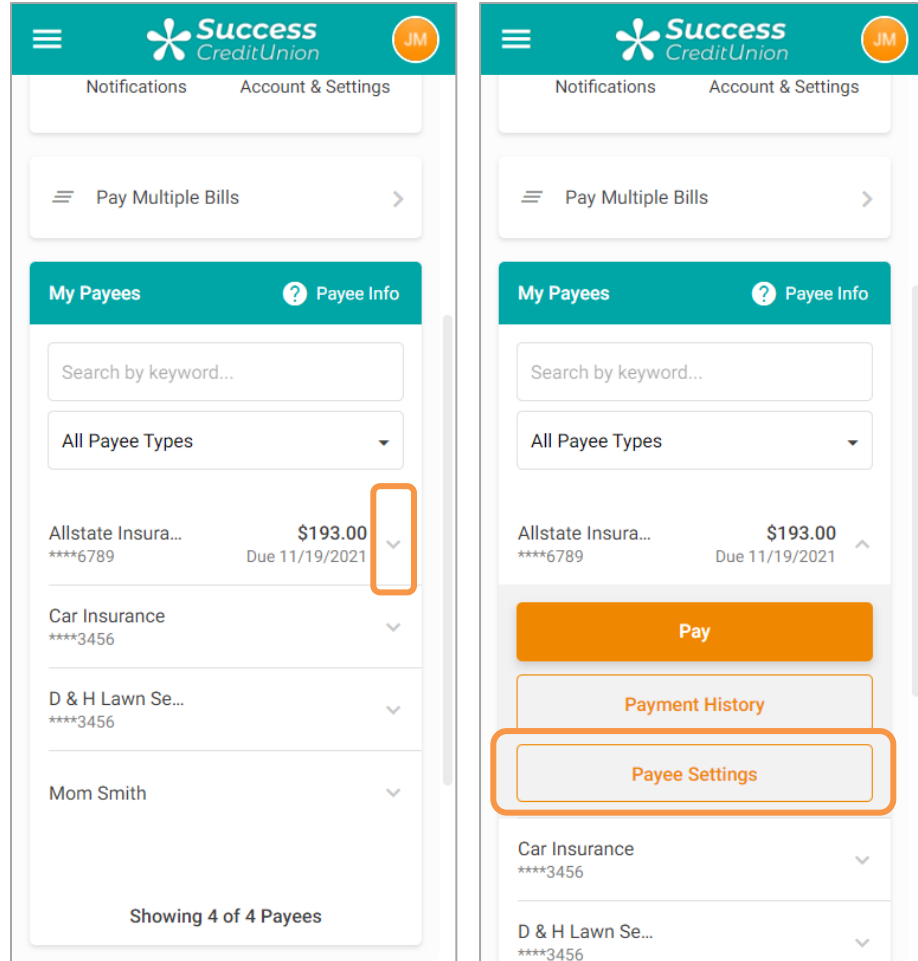 Success
CreditUnion
JM
Notifications Account & Settings
Pay Multiple Bills
My Payees ? Payee Info
Search by keyword...
All Payee Types
Allstate Insura... $193.00
****6789 Due 11/19/2021
Car Insurance
****3456
D & H Lawn Se...
****3456
Mom Smith
Showing 4 of 4 Payees
Success
CreditUnion
JM
Notifications Account & Settings
Pay Multiple Bills
My Payees ? Payee Info
Search by keyword...
All Payee Types
Allstate Insura... $193.00
****6789 Due 11/19/2021
Pay
Payment History
Payee Settings
Car Insurance
****3456
D & H Lawn Se...
****3456